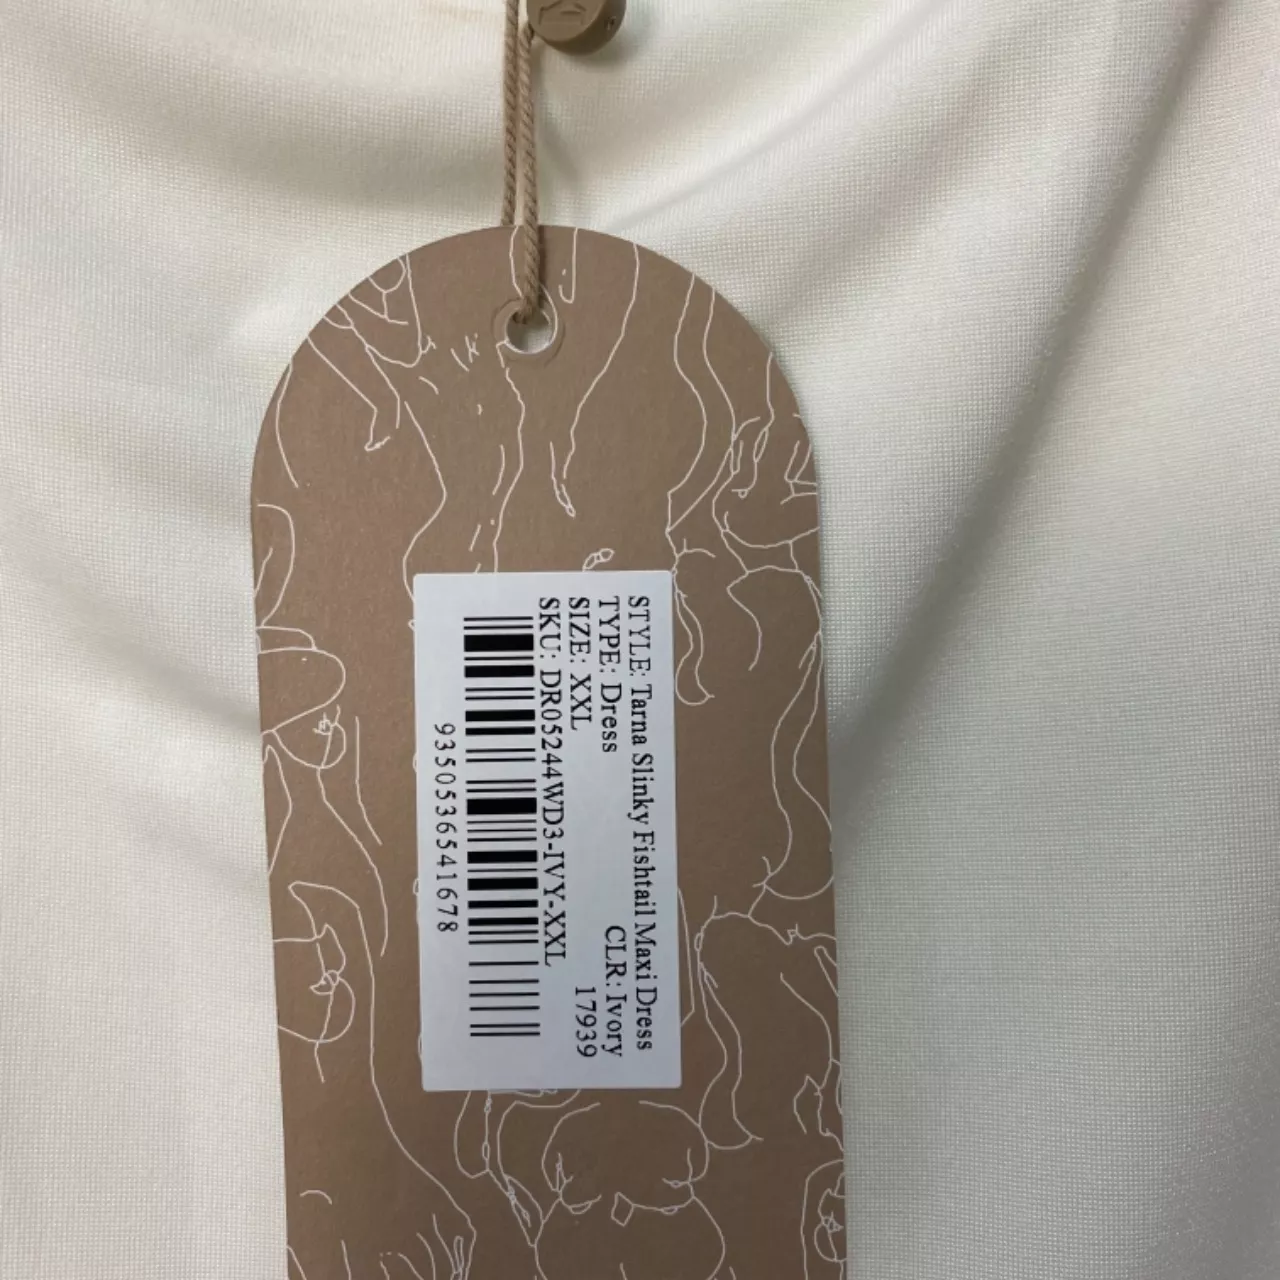 STYLE: Tarna Slinky Fishtail Maxi Dress
TYPE: Dress CLR: Ivory
SIZE: XXL 17939
SKU: DR05244WD3-IVY-XXL
9350536541678